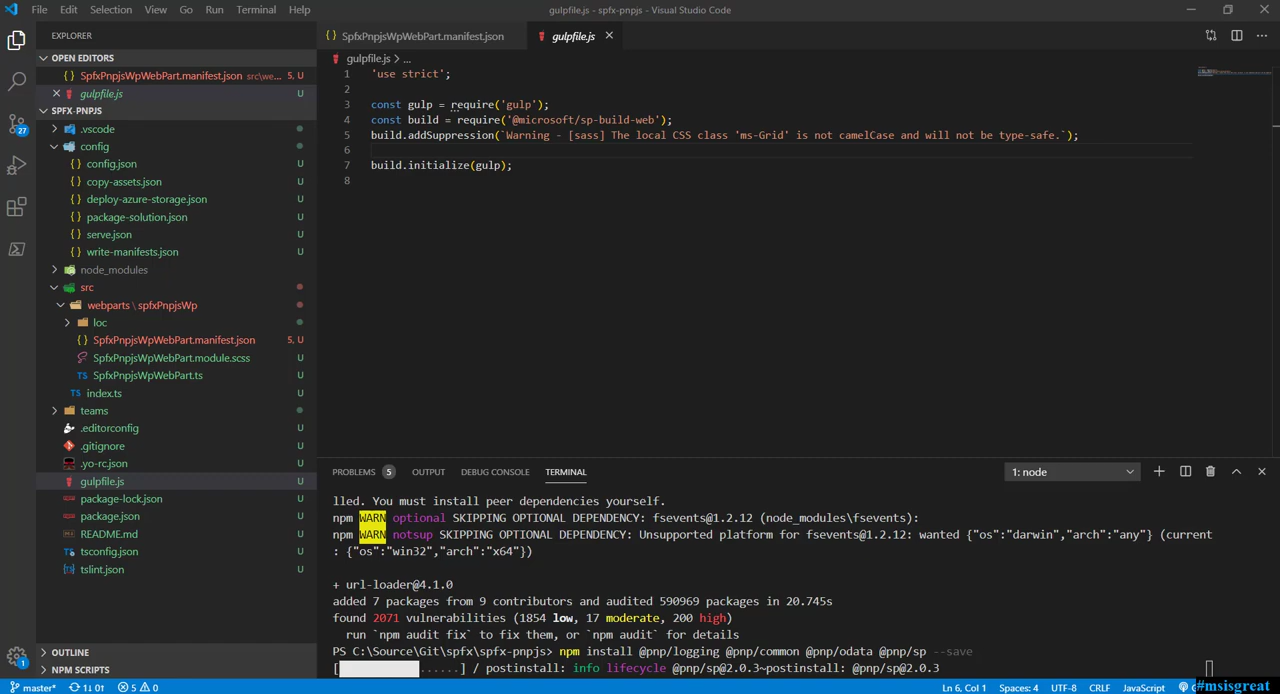 File Edit Selection View Go Run Terminal Help
gulpfile.js - spfx-pnpjs - Visual Studio Code
EXPLORER
OPEN EDITORS
SpfxPnpjsWpWebPart.manifest.json src\we... 5, U
gulpfile.js U
SPFX-PNPJS
.vscode
config
config.json U
copy-assets.json U
deploy-azure-storage.json U
package-solution.json U
serve.json U
write-manifests.json U
node_modules
src
webparts \ spfxPnpjsWp
loc
SpfxPnpjsWpWebPart.manifest.json 5, U
SpfxPnpjsWpWebPart.module.scss U
SpfxPnpjsWpWebPart.ts U
index.ts U
teams
.editorconfig U
.gitignore U
.yo-rc.json U
gulpfile.js U
package-lock.json U
package.json U
README.md U
tsconfig.json U
tslint.json U
OUTLINE
NPM SCRIPTS
27
1
SpfxPnpjsWpWebPart.manifest.json
gulpfile.js
gulpfile.js > ...
1 'use strict';
2
3 const gulp = require('gulp');
4 const build = require('@microsoft/sp-build-web');
5 build.addSuppression(`Warning - [sass] The local CSS class 'ms-Grid' is not camelCase and will not be type-safe.`);
6
7 build.initialize(gulp);
8
PROBLEMS 5 OUTPUT DEBUG CONSOLE TERMINAL 1: node
lled. You must install peer dependencies yourself.
npm WARN optional SKIPPING OPTIONAL DEPENDENCY: fsevents@1.2.12 (node_modules\fsevents):
npm WARN notsup SKIPPING OPTIONAL DEPENDENCY: Unsupported platform for fsevents@1.2.12: wanted {"os":"darwin","arch":"any"} (current
: {"os":"win32","arch":"x64"})
+ url-loader@4.1.0
added 7 packages from 9 contributors and audited 590969 packages in 20.745s
found 2071 vulnerabilities (1854 low, 17 moderate, 200 high)
run `npm audit fix` to fix them, or `npm audit` for details
PS C:\Source\Git\spfx\spfx-pnpjs> npm install @pnp/logging @pnp/common @pnp/odata @pnp/sp --save
[ ......] / postinstall: info lifecycle @pnp/sp@2.0.3~postinstall: @pnp/sp@2.0.3
master* 1↓ 0↑ 5 0 Ln 6, Col 1 Spaces: 4 UTF-8 CRLF JavaScript
#msisgreat